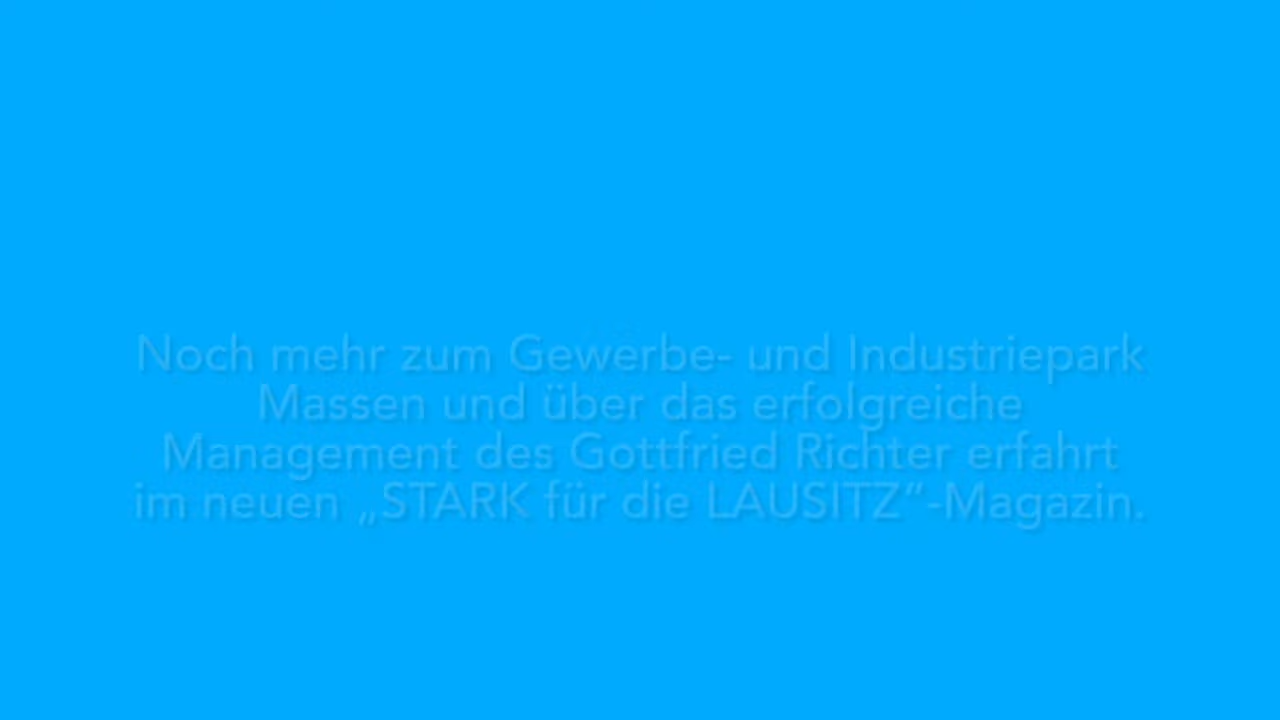 Noch mehr zum Gewerbe- und Industriepark
Massen und über das erfolgreiche
Management des Gottfried Richter erfahrt
im neuen „STARK für die LAUSITZ“-Magazin.